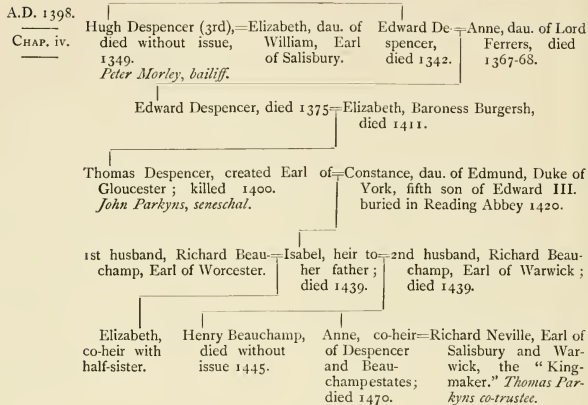 A.D. 1398.
CHAP. iv.
Hugh Despencer (3rd),=Elizabeth, dau. of
died without issue, William, Earl
1349. of Salisbury.
Peter Morley, bailiff.
Edward De-=Anne, dau. of Lord
spencer, Ferrers, died
died 1342. 1367-68.
Edward Despencer, died 1375=Elizabeth, Baroness Burgersh,
died 1411.
Thomas Despencer, created Earl of=Constance, dau. of Edmund, Duke of
Gloucester ; killed 1400. York, fifth son of Edward III.
John Parkyns, seneschal. buried in Reading Abbey 1420.
1st husband, Richard Beau-=Isabel, heir to=2nd husband, Richard Beau-
champ, Earl of Worcester. her father ; champ, Earl of Warwick ;
died 1439. died 1439.
Elizabeth,
co-heir with
half-sister.
Henry Beauchamp,
died without
issue 1445.
Anne, co-heir=Richard Neville, Earl of
of Despencer Salisbury and War-
and Beau- wick, the “ King-
champ estates; maker.” Thomas Par-
died 1470. kyns co-trustee.